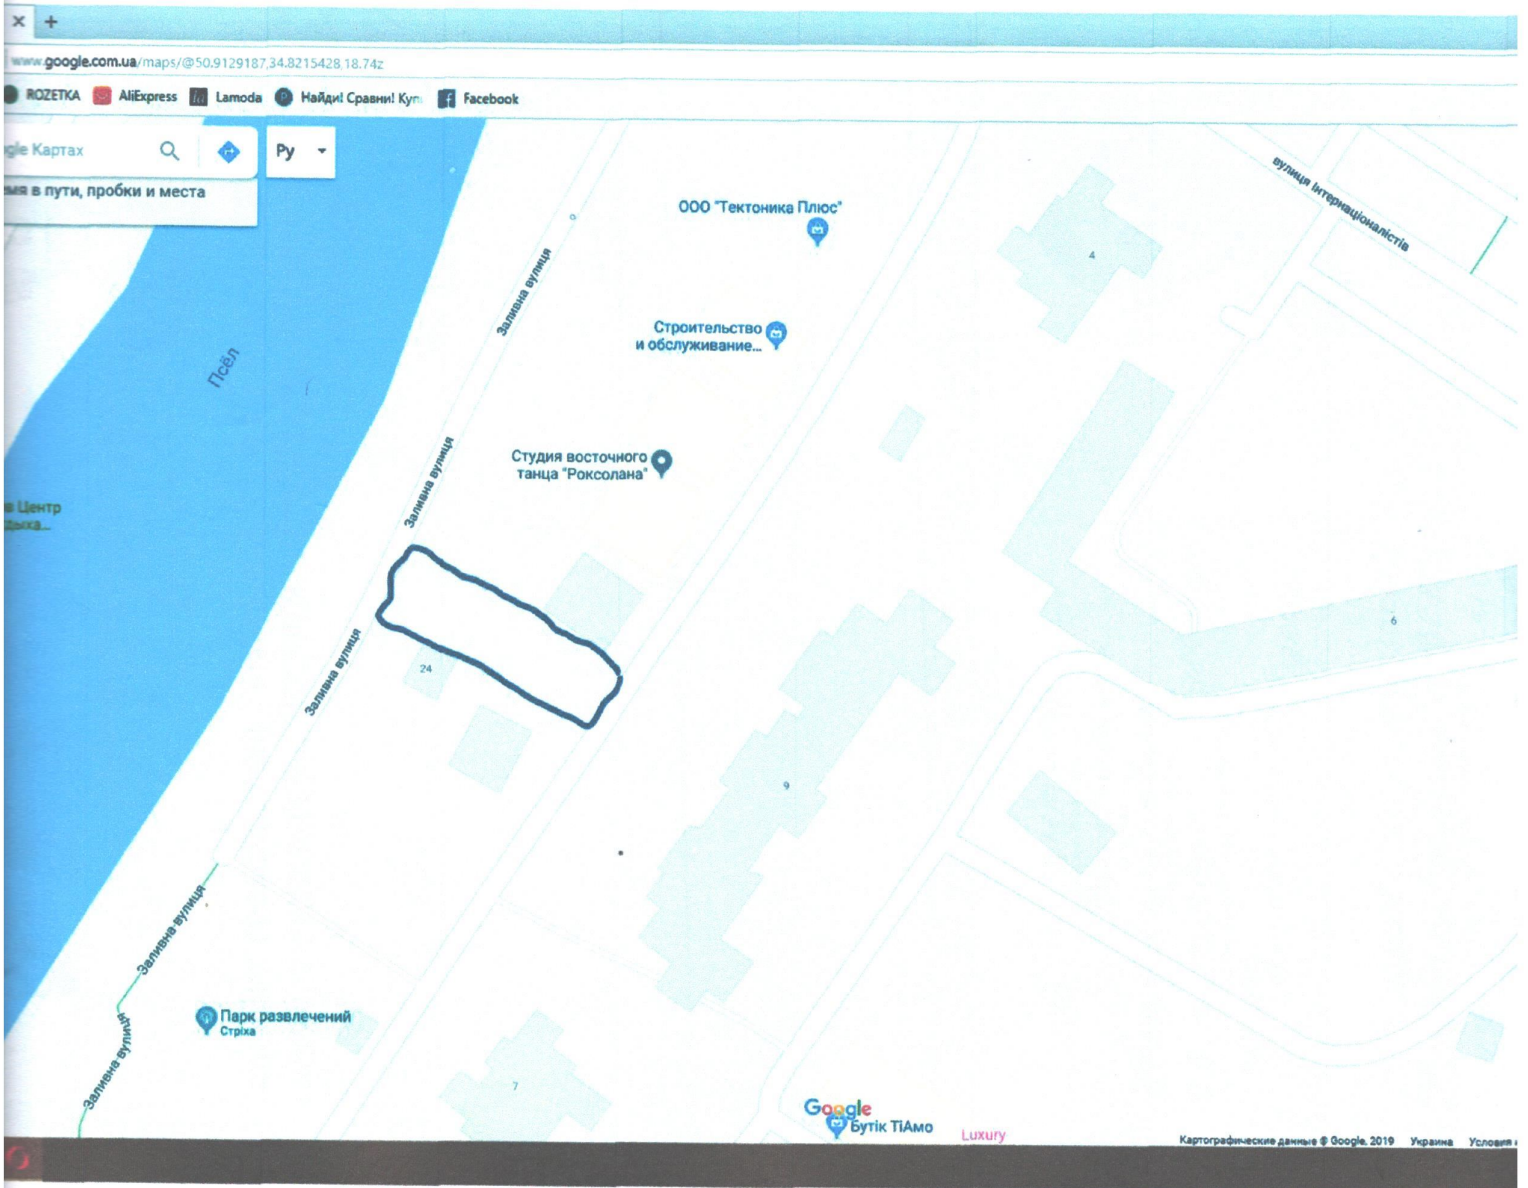 www.google.com.ua/maps/@50.9129187,34.8215428,18.74z
ROZETKA AliExpress Lamoda Найди! Сравни! Куп Facebook
gle Картах
Ру
мя в пути, пробки и места
вулиця Інтернаціоналістів
ООО "Тектоника Плюс"
4
Заливна вулиця
Строительство
и обслуживание...
Псёл
Заливна вулиця
Студия восточного
танца "Роксолана"
в Центр
дыха...
6
Заливна вулиця
24
9
Заливна вулиця
Парк развлечений
Стріха
Заливна вулиця
7
Google
Бутік ТіАмо
Luxury
Картографические данные © Google, 2019 Украина Условия